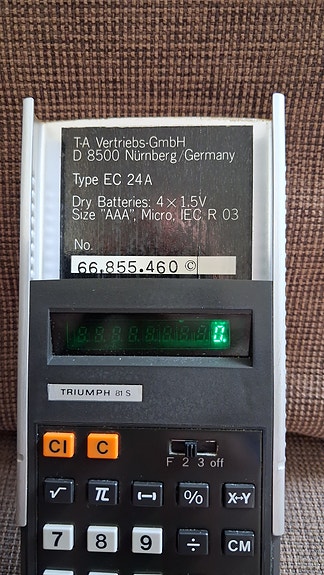 T·A Vertriebs-GmbH
D 8500 Nürnberg/Germany
Type EC 24A
Dry Batteries: 4×1.5V
Size "AAA", Micro, IEC R 03
No.
66.855.460 ©
0.
TRIUMPH 81 S
CI C
F 2 3 off
√ π (–) % X↔Y
7 8 9 ÷ CM